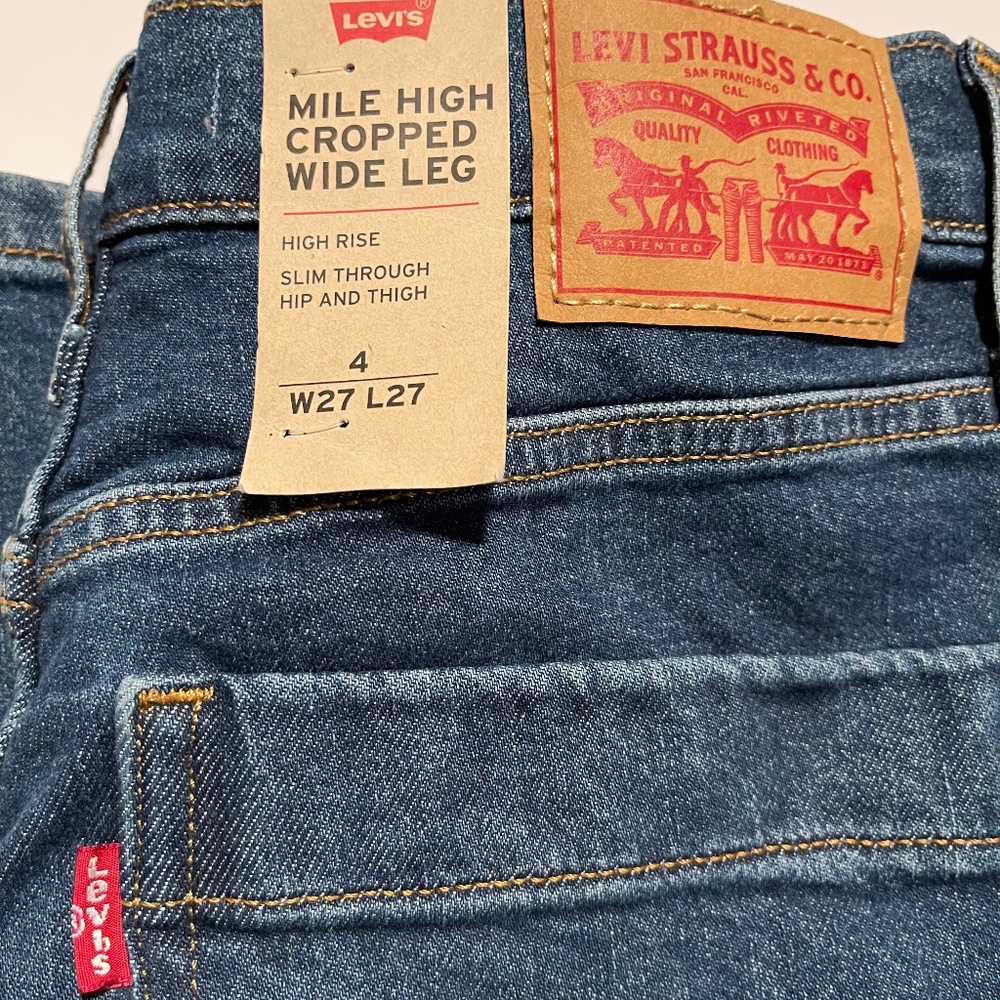 Levi's®
MILE HIGH
CROPPED
WIDE LEG
HIGH RISE
SLIM THROUGH
HIP AND THIGH
4
W27 L27
LEVI STRAUSS & CO.
SAN FRANCISCO
CAL.
ORIGINAL RIVETED
QUALITY CLOTHING
PATENTED MAY 20 1873 ®
Levi's
®